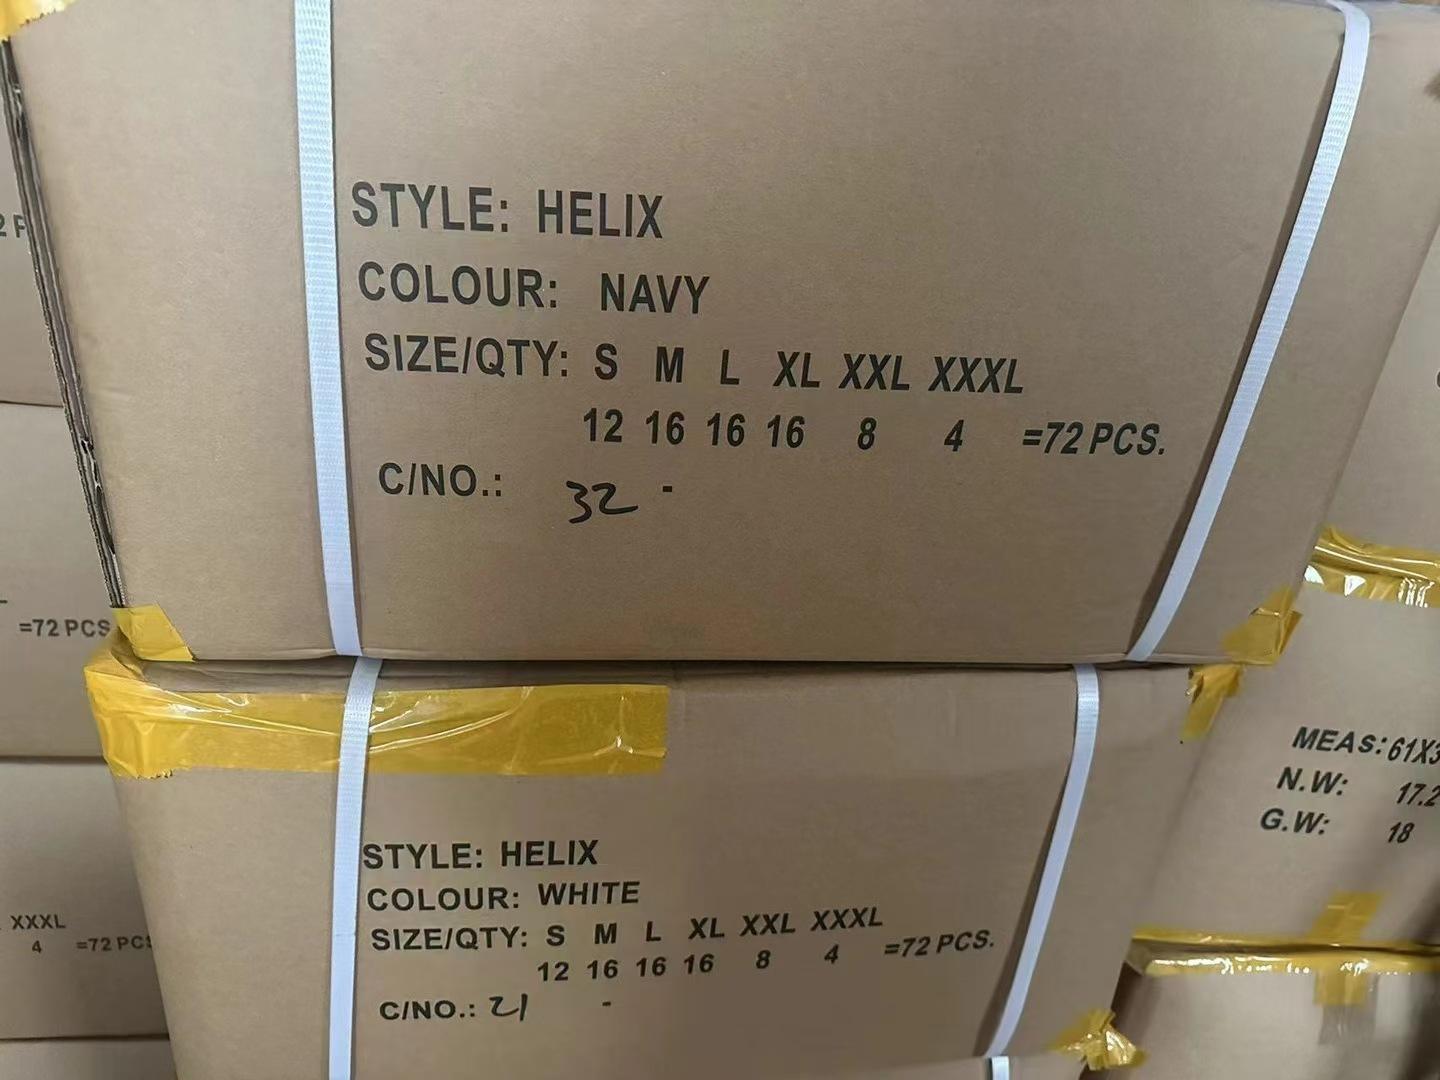 STYLE: HELIX
COLOUR: NAVY
SIZE/QTY: S M L XL XXL XXXL
12 16 16 16 8 4 =72 PCS.
C/NO.: 32 -
=72 PCS
STYLE: HELIX
COLOUR: WHITE
SIZE/QTY: S M L XL XXL XXXL
12 16 16 16 8 4 =72 PCS.
C/NO.: 21 -
XXXL
4 =72 PCS
MEAS: 61X3
N.W: 17.2
G.W: 18